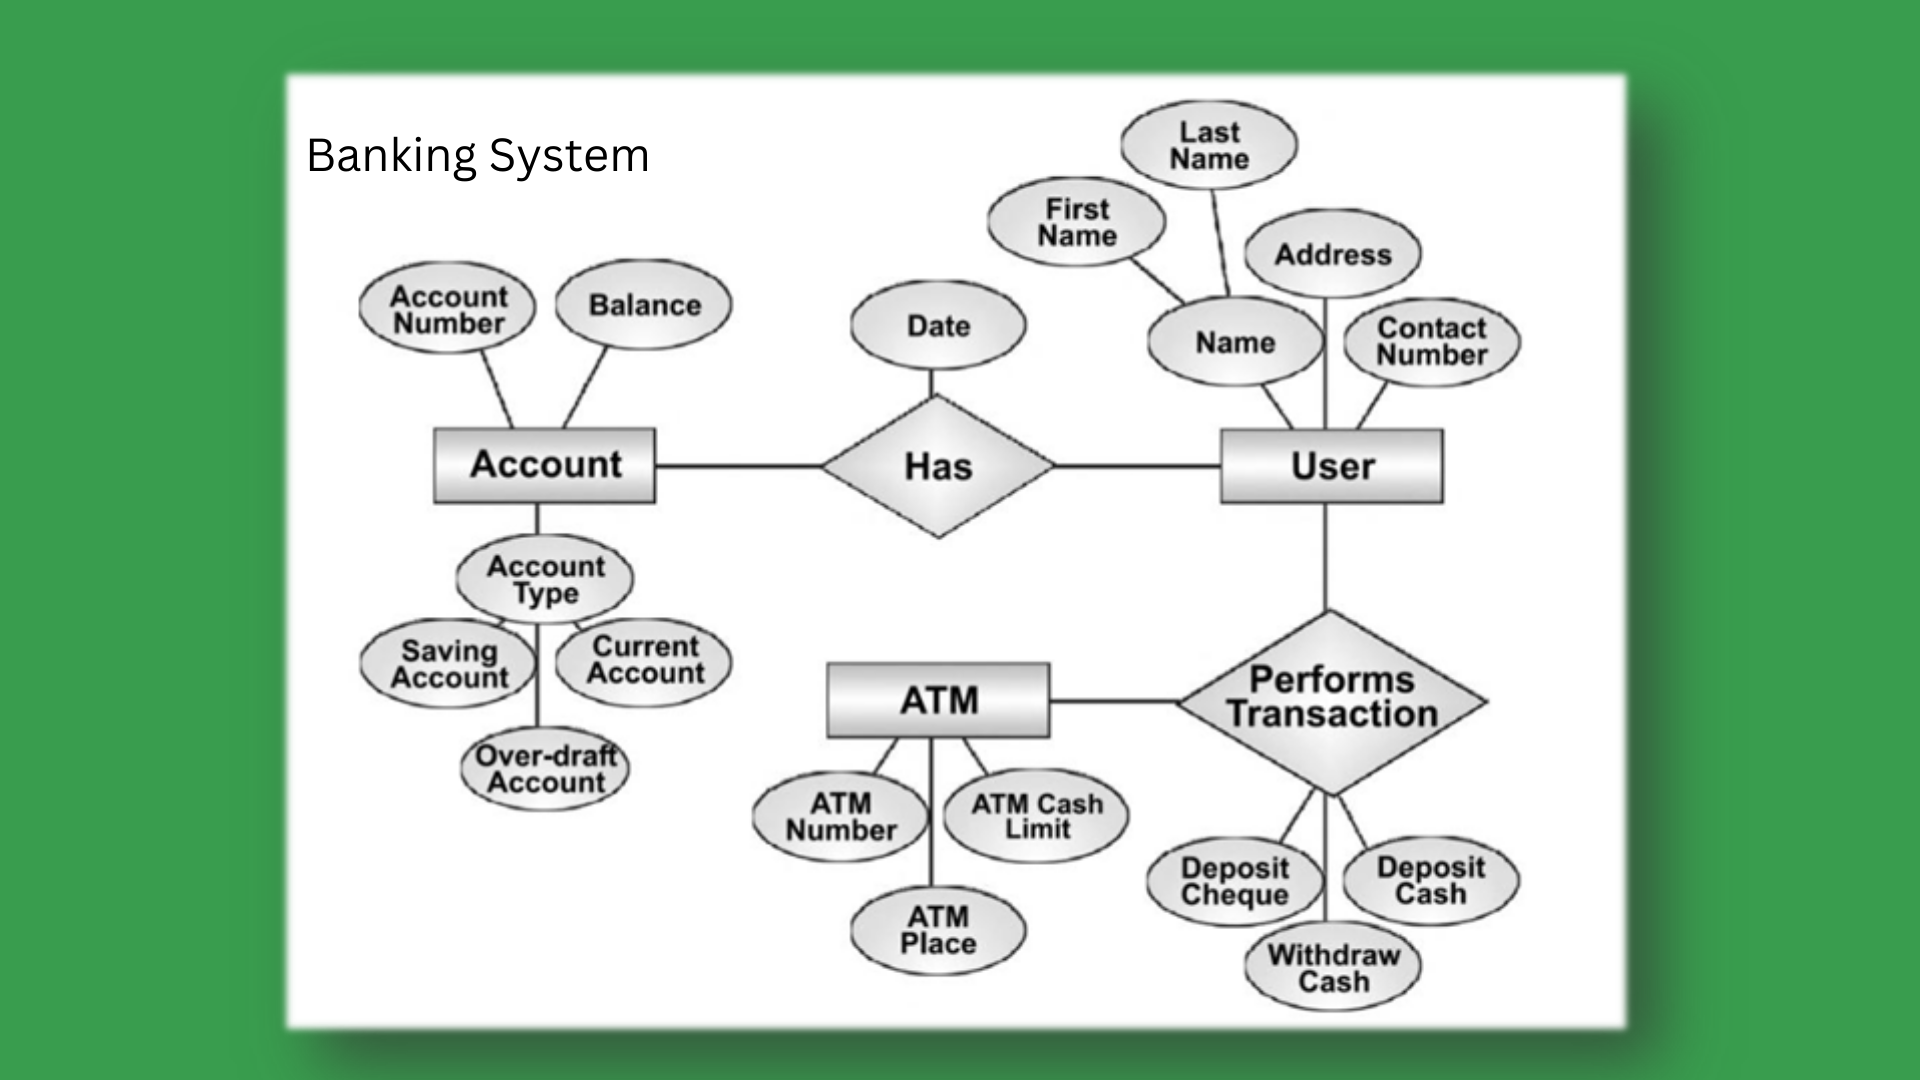 Banking System
Last
Name
First
Name
Address
Account
Number
Balance
Date
Name
Contact
Number
Account
Has
User
Account
Type
Saving
Account
Current
Account
Over-draft
Account
ATM
Performs
Transaction
ATM
Number
ATM Cash
Limit
ATM
Place
Deposit
Cheque
Deposit
Cash
Withdraw
Cash